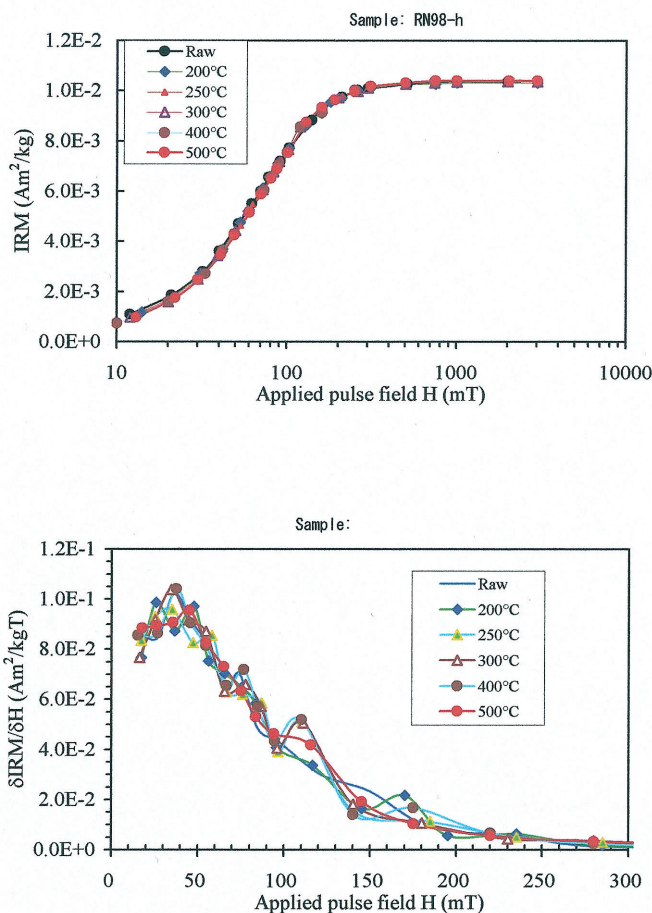 Sample: RN98-h
1.2E-2
1.0E-2
8.0E-3
6.0E-3
4.0E-3
2.0E-3
0.0E+0
IRM (Am²/kg)
Raw
200°C
250°C
300°C
400°C
500°C
10
100
1000
10000
Applied pulse field H (mT)
Sample:
1.2E-1
1.0E-1
8.0E-2
6.0E-2
4.0E-2
2.0E-2
0.0E+0
δIRM/δH (Am²/kgT)
Raw
200°C
250°C
300°C
400°C
500°C
0
50
100
150
200
250
300
Applied pulse field H (mT)